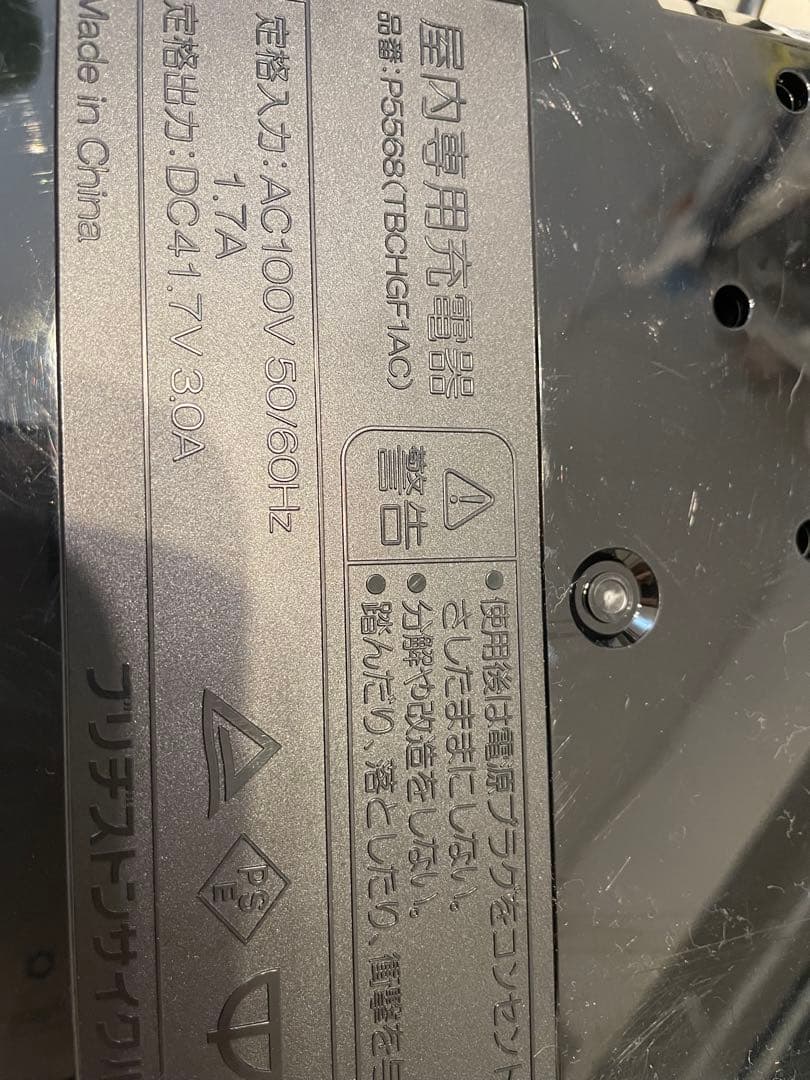 屋内専用充電器
品番:P5568(TBCHGF1AC)
定格入力:AC100V 50/60Hz
1.7A
定格出力:DC41.7V 3.0A
Made in China
警告
●使用後は電源プラグをコンセント
さしたままにしない。
●分解や改造をしない。
●踏んだり、落としたり、衝撃を
PS
E
ブリヂストンサイクル